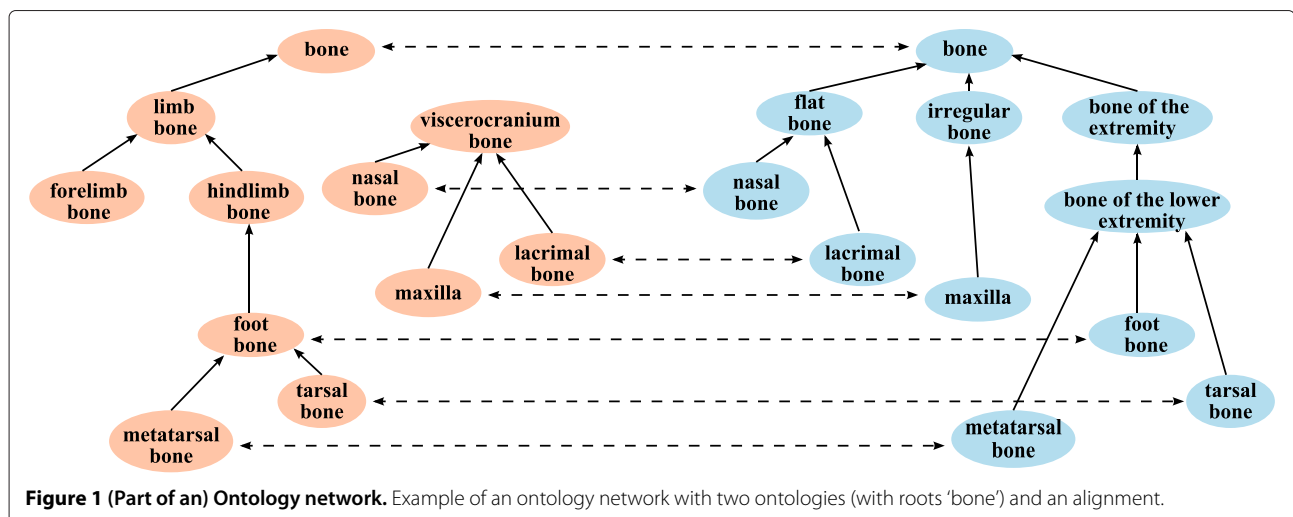 bone
bone
limb
bone
viscerocranium
bone
flat
bone
irregular
bone
bone of the
extremity
forelimb
bone
hindlimb
bone
nasal
bone
nasal
bone
bone of the lower
extremity
lacrimal
bone
lacrimal
bone
maxilla
maxilla
foot
bone
foot
bone
tarsal
bone
tarsal
bone
metatarsal
bone
metatarsal
bone
Figure 1 (Part of an) Ontology network. Example of an ontology network with two ontologies (with roots ‘bone’) and an alignment.